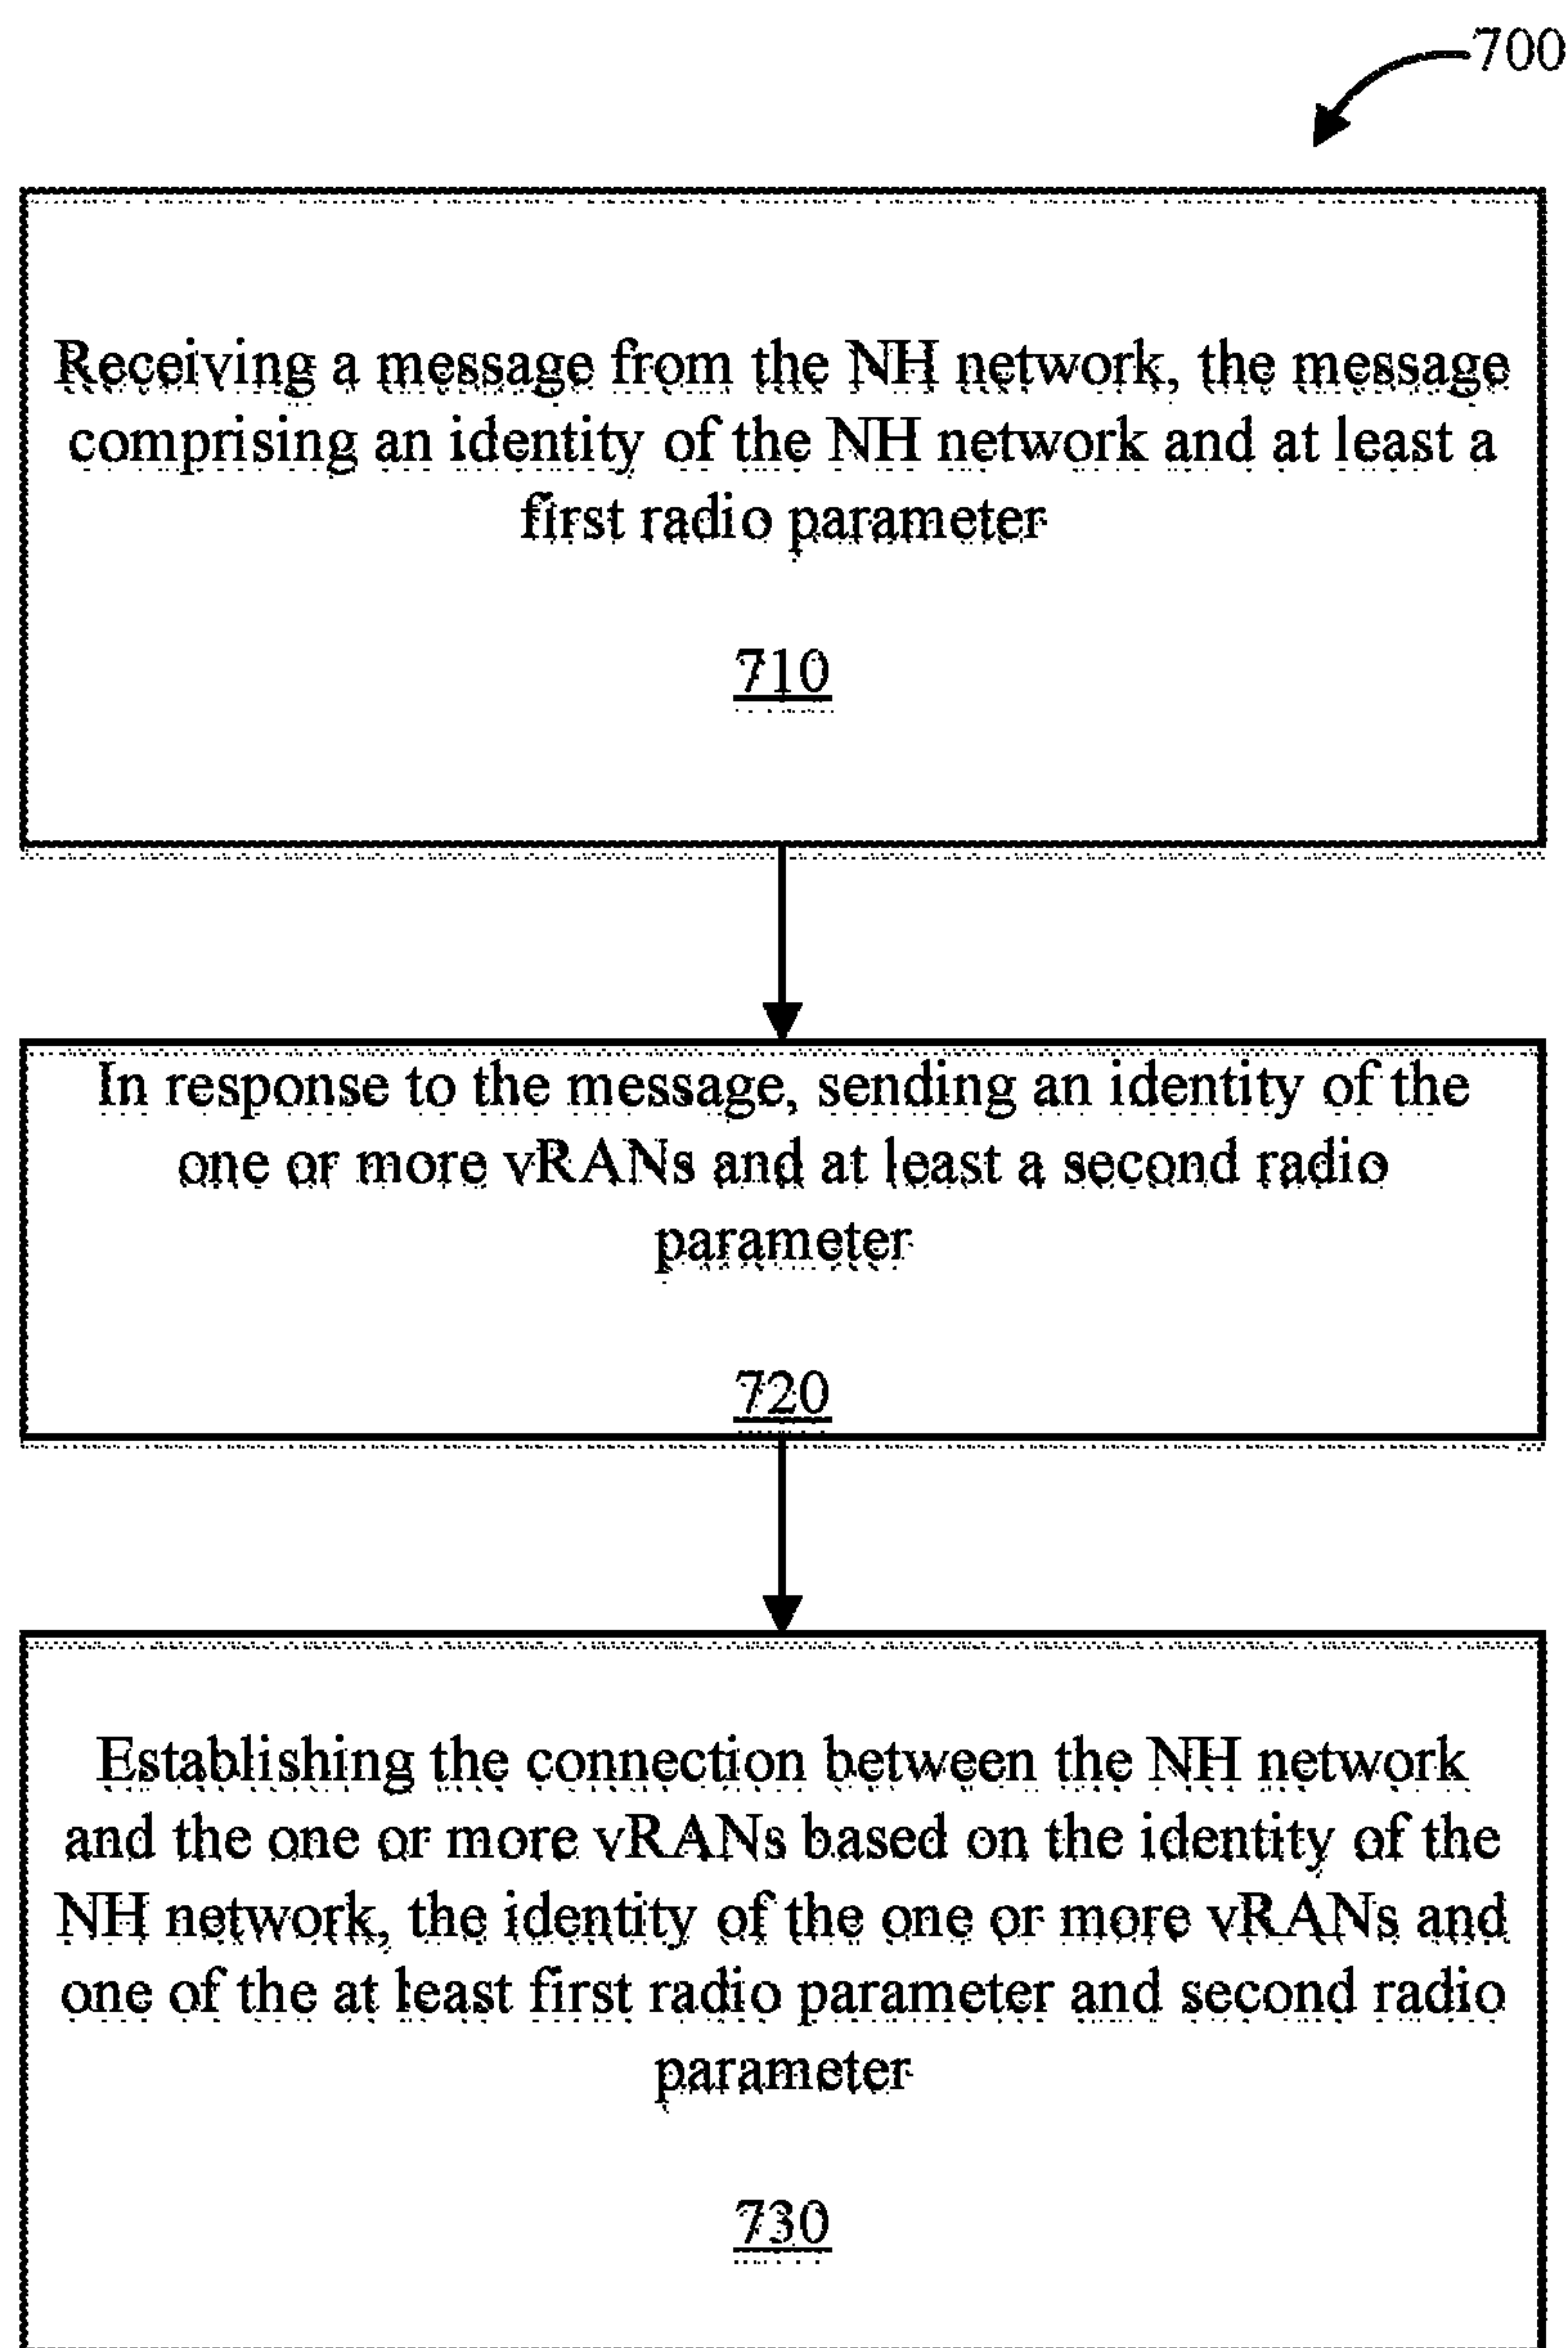 700
Receiving a message from the NH network, the message
comprising an identity of the NH network and at least a
first radio parameter
710
In response to the message, sending an identity of the
one or more vRANs and at least a second radio
parameter
720
Establishing the connection between the NH network
and the one or more vRANs based on the identity of the
NH network, the identity of the one or more vRANs and
one of the at least first radio parameter and second radio
parameter
730